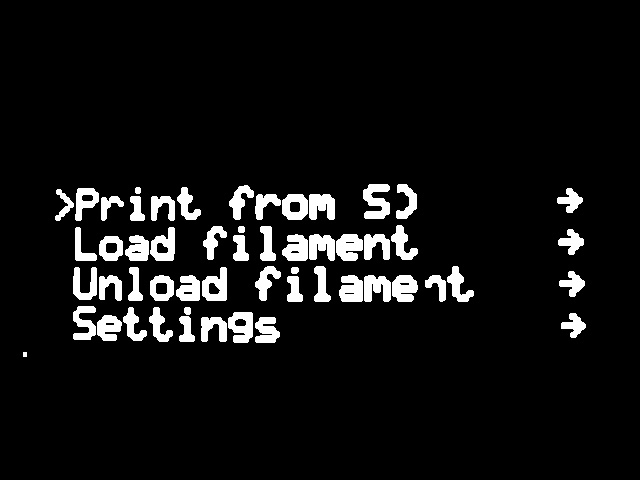 >Print from SD →
Load filament →
Unload filament →
Settings →